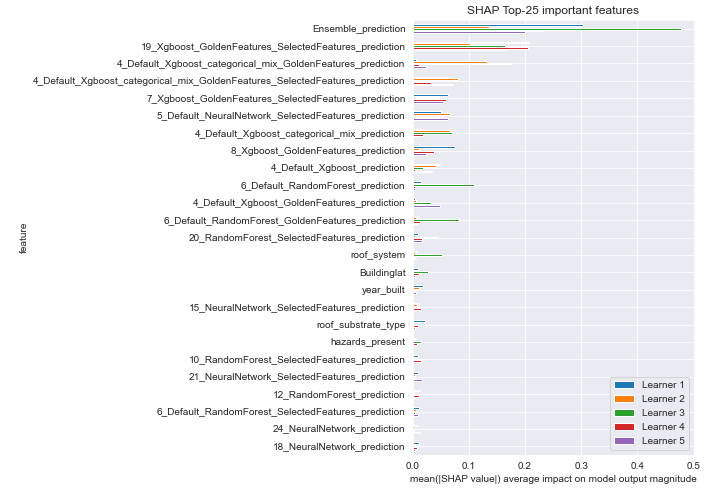 SHAP Top-25 important features
Ensemble_prediction
19_Xgboost_GoldenFeatures_SelectedFeatures_prediction
4_Default_Xgboost_categorical_mix_GoldenFeatures_prediction
4_Default_Xgboost_categorical_mix_GoldenFeatures_SelectedFeatures_prediction
7_Xgboost_GoldenFeatures_SelectedFeatures_prediction
5_Default_NeuralNetwork_SelectedFeatures_prediction
4_Default_Xgboost_categorical_mix_prediction
8_Xgboost_GoldenFeatures_prediction
4_Default_Xgboost_prediction
6_Default_RandomForest_prediction
4_Default_Xgboost_GoldenFeatures_prediction
6_Default_RandomForest_GoldenFeatures_prediction
20_RandomForest_SelectedFeatures_prediction
roof_system
Buildinglat
year_built
15_NeuralNetwork_SelectedFeatures_prediction
roof_substrate_type
hazards_present
10_RandomForest_SelectedFeatures_prediction
21_NeuralNetwork_SelectedFeatures_prediction
12_RandomForest_prediction
6_Default_RandomForest_SelectedFeatures_prediction
24_NeuralNetwork_prediction
18_NeuralNetwork_prediction
feature
Learner 1
Learner 2
Learner 3
Learner 4
Learner 5
0.0 0.1 0.2 0.3 0.4 0.5
mean(|SHAP value|) average impact on model output magnitude